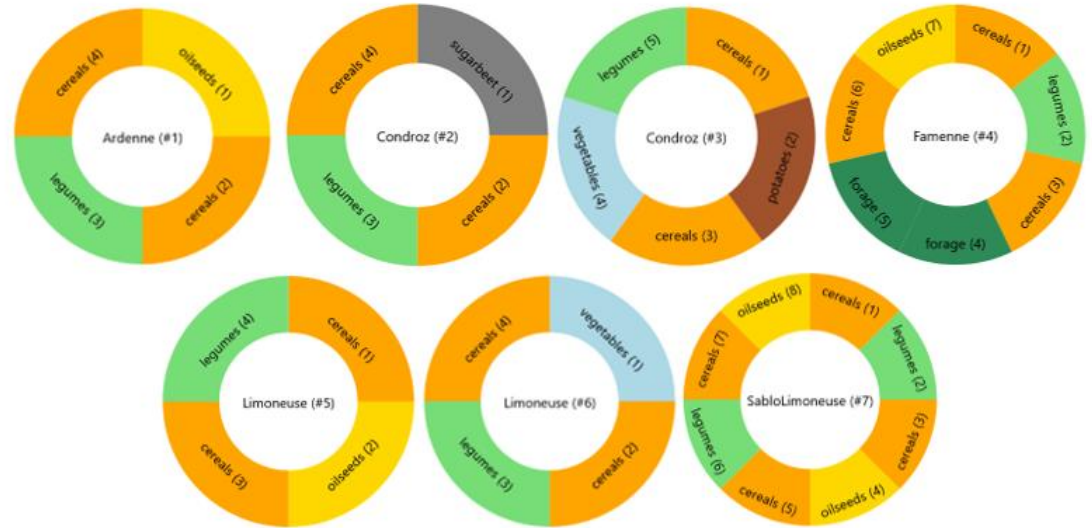 cereals (4)
oilseeds (1)
Ardenne (#1)
legumes (3)
cereals (2)
cereals (4)
sugarbeet (1)
Condroz (#2)
legumes (3)
cereals (2)
legumes (5)
cereals (1)
Condroz (#3)
vegetables (4)
potatoes (2)
cereals (3)
oilseeds (7)
cereals (1)
cereals (6)
legumes (2)
Famenne (#4)
forage (5)
cereals (3)
forage (4)
legumes (4)
cereals (1)
Limoneuse (#5)
cereals (3)
oilseeds (2)
cereals (4)
vegetables (1)
Limoneuse (#6)
legumes (3)
cereals (2)
oilseeds (8)
cereals (1)
cereals (7)
legumes (2)
SabloLimoneuse (#7)
legumes (6)
cereals (3)
cereals (5)
oilseeds (4)